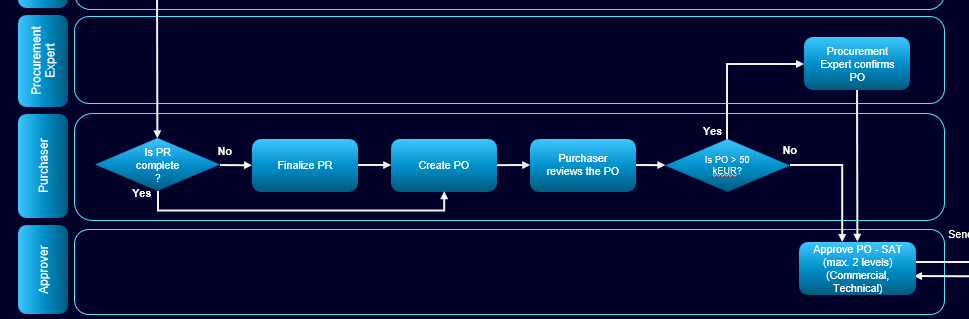 Procurement
Expert
Procurement
Expert confirms
PO
Purchaser
Is PR
complete
?
No
Yes
Finalize PR
Create PO
Purchaser
reviews the PO
Yes
Is PO > 50
kEUR?
No
Approver
Approve PO - SAT
(max. 2 levels)
(Commercial,
Technical)